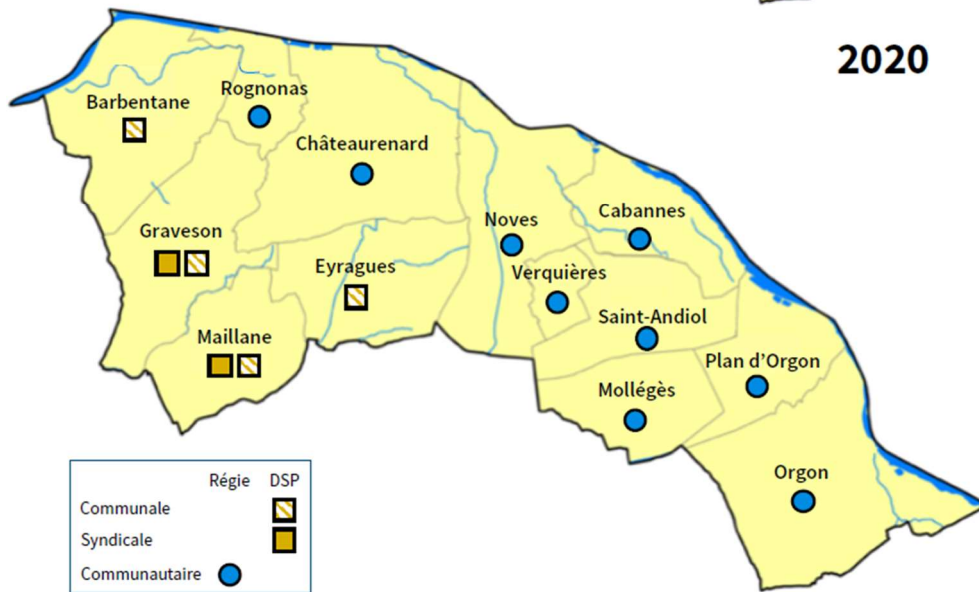 2020
Barbentane
Rognonas
Châteaurenard
Graveson
Eyragues
Noves
Cabannes
Verquières
Maillane
Saint-Andiol
Plan d'Orgon
Mollégès
Orgon
Régie DSP
Communale
Syndicale
Communautaire